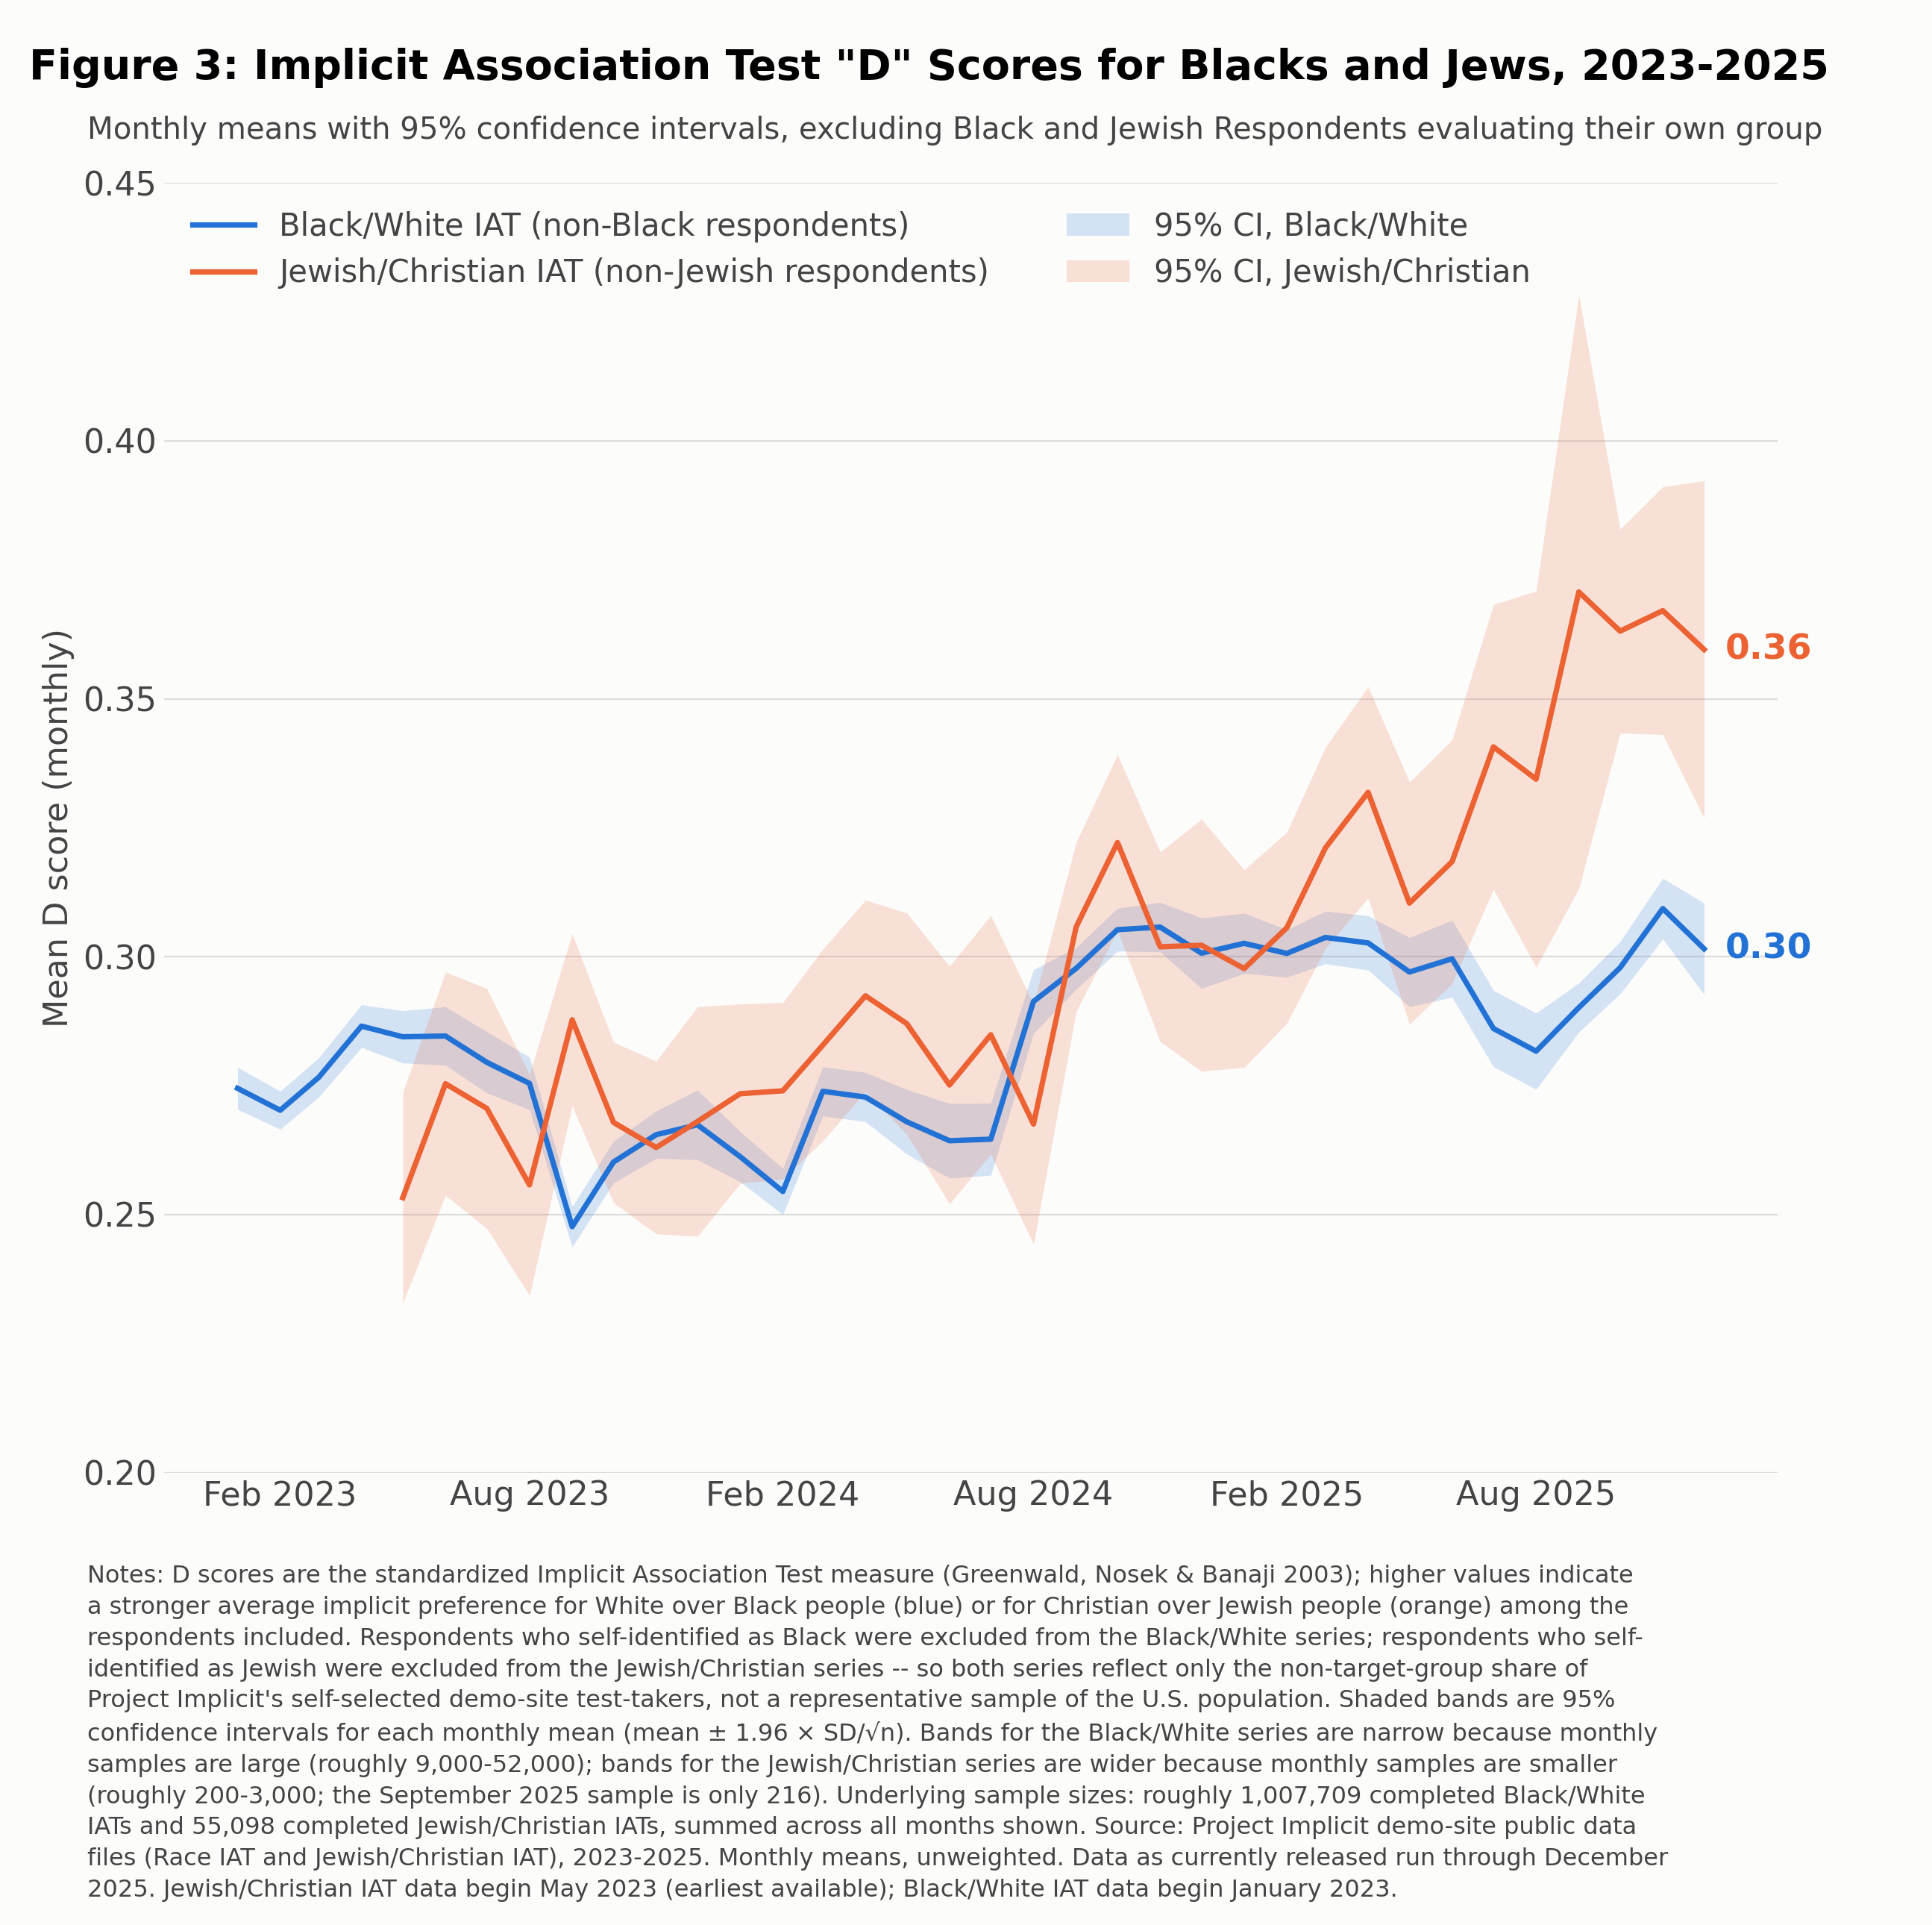 Figure 3: Implicit Association Test "D" Scores for Blacks and Jews, 2023-2025
Monthly means with 95% confidence intervals, excluding Black and Jewish Respondents evaluating their own group
0.45
Black/White IAT (non-Black respondents)
95% CI, Black/White
Jewish/Christian IAT (non-Jewish respondents)
95% CI, Jewish/Christian
0.40
Mean D score (monthly)
0.35
0.36
0.30
0.30
0.25
0.20
Feb 2023
Aug 2023
Feb 2024
Aug 2024
Feb 2025
Aug 2025
Notes: D scores are the standardized Implicit Association Test measure (Greenwald, Nosek & Banaji 2003); higher values indicate
a stronger average implicit preference for White over Black people (blue) or for Christian over Jewish people (orange) among the
respondents included. Respondents who self-identified as Black were excluded from the Black/White series; respondents who self-
identified as Jewish were excluded from the Jewish/Christian series -- so both series reflect only the non-target-group share of
Project Implicit's self-selected demo-site test-takers, not a representative sample of the U.S. population. Shaded bands are 95%
confidence intervals for each monthly mean (mean ± 1.96 × SD/√n). Bands for the Black/White series are narrow because monthly
samples are large (roughly 9,000-52,000); bands for the Jewish/Christian series are wider because monthly samples are smaller
(roughly 200-3,000; the September 2025 sample is only 216). Underlying sample sizes: roughly 1,007,709 completed Black/White
IATs and 55,098 completed Jewish/Christian IATs, summed across all months shown. Source: Project Implicit demo-site public data
files (Race IAT and Jewish/Christian IAT), 2023-2025. Monthly means, unweighted. Data as currently released run through December
2025. Jewish/Christian IAT data begin May 2023 (earliest available); Black/White IAT data begin January 2023.